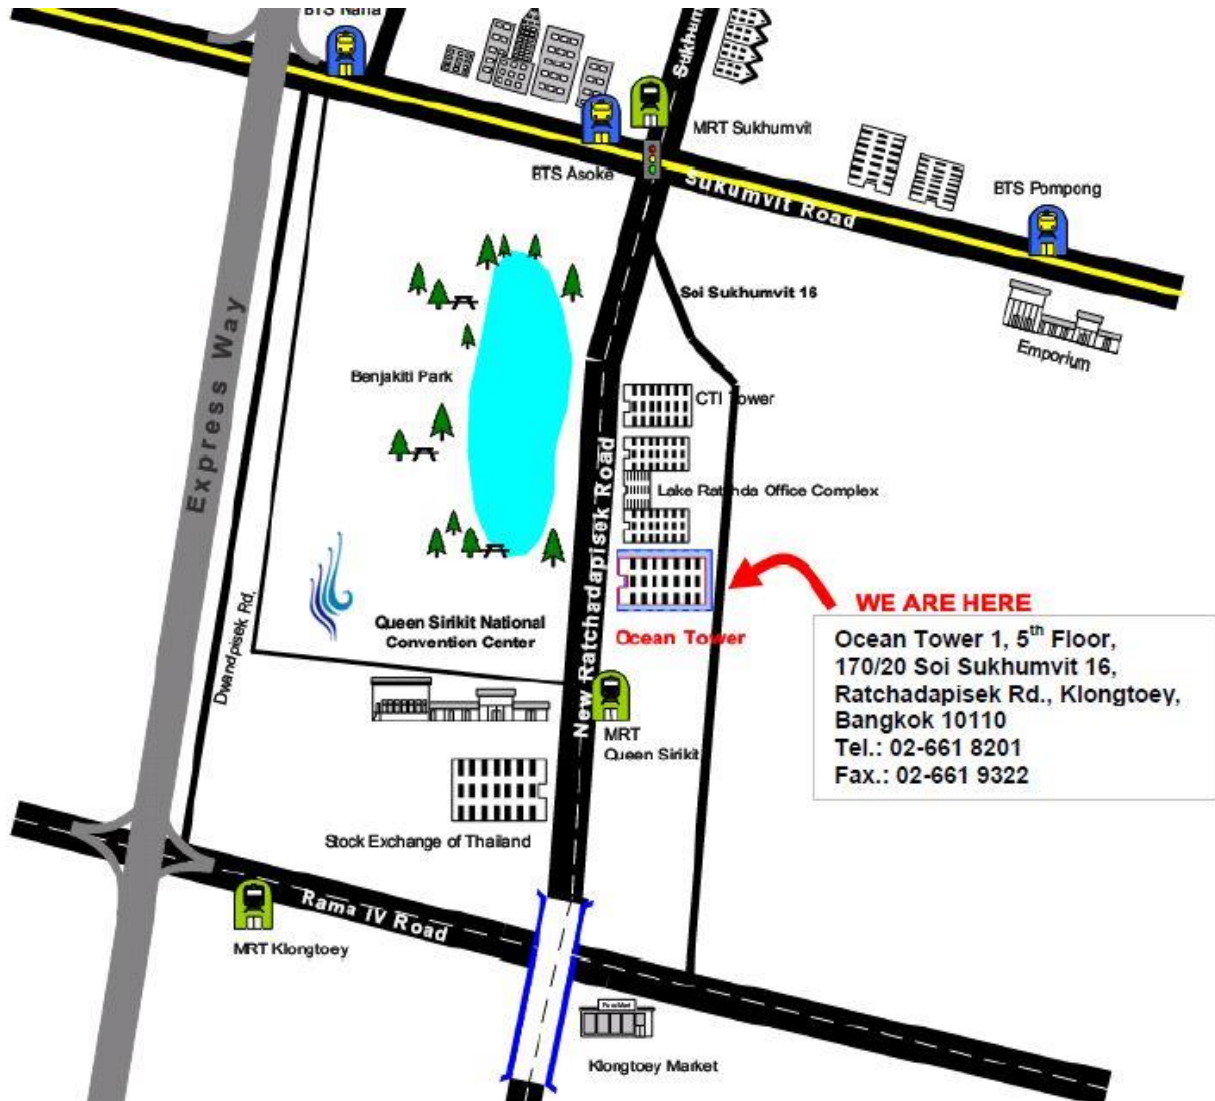 BTS Nana
Sukhum
MRT Sukhumvit
BTS Asoke
Sukumvit Road
BTS Pompong
Soi Sukhumvit 16
Emporium
Express Way
Benjakiti Park
CTI Tower
New Ratchadapisek Road
Lake Ratchda Office Complex
WE ARE HERE
Ocean Tower
Ocean Tower 1, 5th Floor,
170/20 Soi Sukhumvit 16,
Ratchadapisek Rd., Klongtoey,
Bangkok 10110
Tel.: 02-661 8201
Fax.: 02-661 9322
Dwandpisek Rd.
Queen Sirikit National
Convention Center
MRT
Queen Sirikit
Stock Exchange of Thailand
Rama IV Road
MRT Klongtoey
Klongtoey Market